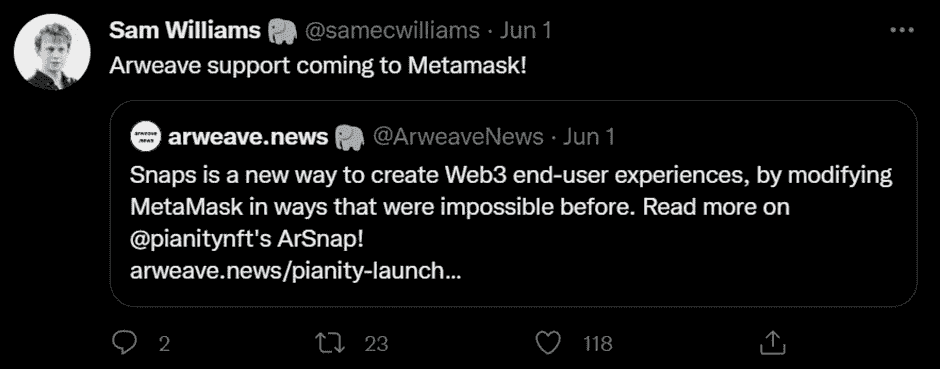 Sam Williams 🐘 @samecwilliams · Jun 1
Arweave support coming to Metamask!
arweave.news 🐘 @ArweaveNews · Jun 1
Snaps is a new way to create Web3 end-user experiences, by modifying
MetaMask in ways that were impossible before. Read more on
@pianitynft's ArSnap!
arweave.news/pianity-launch...
2 23 118